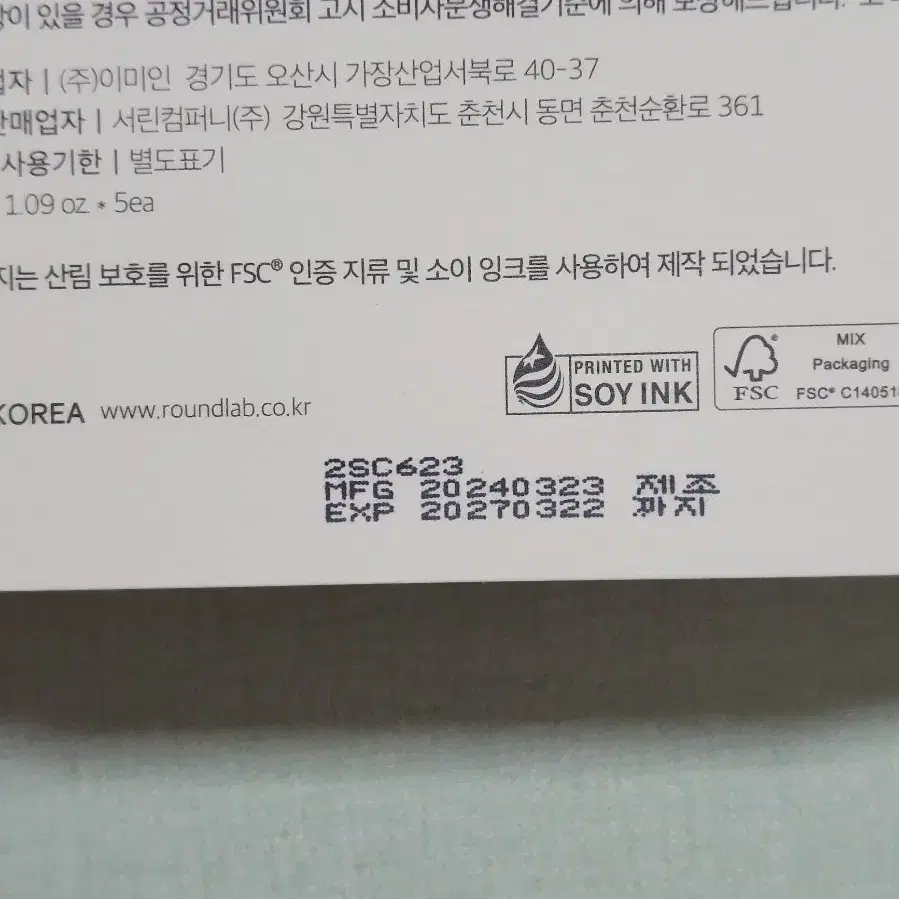 있을 경우 공정거래위원회 고시 소비자분쟁해결기준에 의해 보상해드립니다.
(주)이미인 경기도 오산시 가장산업서북로 40-37
판매업자 | 서린컴퍼니(주) 강원특별자치도 춘천시 동면 춘천순환로 361
사용기한 | 별도표기
1.09 oz * 5ea
산림 보호를 위한 FSC® 인증 지류 및 소이 잉크를 사용하여 제작 되었습니다.
PRINTED WITH
SOY INK
FSC
MIX
Packaging
FSC®
KOREA www.roundlab.co.kr
2SC623
MFG 20240323 제조
EXP 20270322 까지